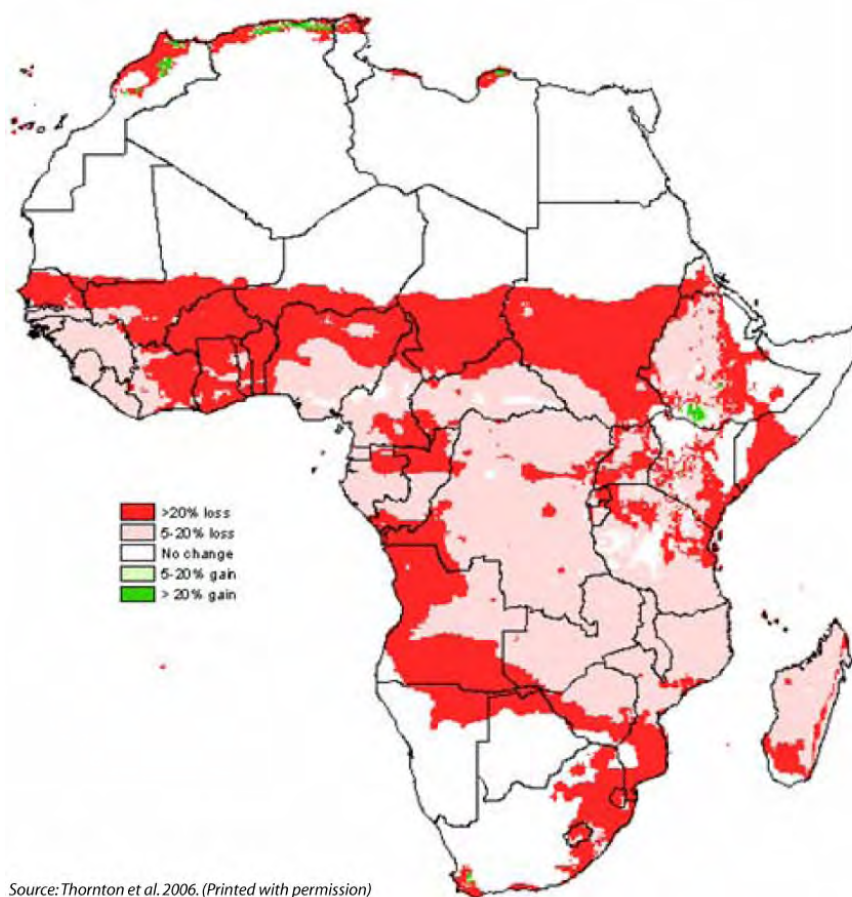 >20% loss
5-20% loss
No change
5-20% gain
> 20% gain
Source: Thornton et al. 2006. (Printed with permission)